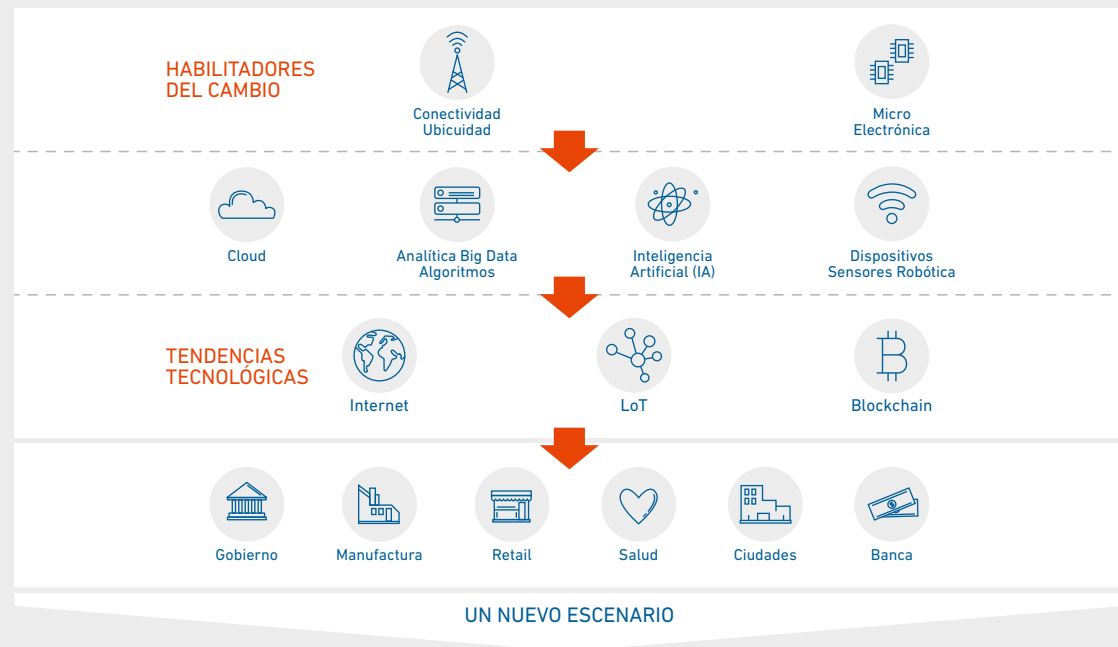 HABILITADORES
DEL CAMBIO
Conectividad
Ubicuidad
Micro
Electrónica
Cloud
Analítica Big Data
Algoritmos
Inteligencia
Artificial (IA)
Dispositivos
Sensores Robótica
TENDENCIAS
TECNOLÓGICAS
Internet
LoT
Blockchain
Gobierno
Manufactura
Retail
Salud
Ciudades
Banca
UN NUEVO ESCENARIO